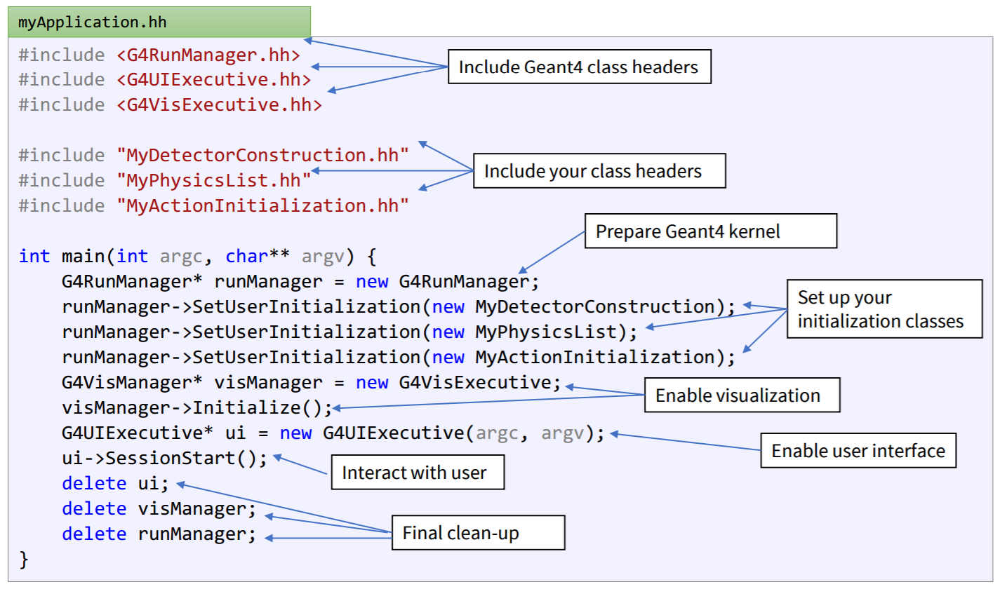 myApplication.hh
#include <G4RunManager.hh>
#include <G4UIExecutive.hh>
#include <G4VisExecutive.hh>
Include Geant4 class headers
#include "MyDetectorConstruction.hh"
#include "MyPhysicsList.hh"
#include "MyActionInitialization.hh"
Include your class headers
Prepare Geant4 kernel
int main(int argc, char** argv) {
G4RunManager* runManager = new G4RunManager;
runManager->SetUserInitialization(new MyDetectorConstruction);
runManager->SetUserInitialization(new MyPhysicsList);
runManager->SetUserInitialization(new MyActionInitialization);
Set up your
initialization classes
G4VisManager* visManager = new G4VisExecutive;
visManager->Initialize();
Enable visualization
G4UIExecutive* ui = new G4UIExecutive(argc, argv);
Enable user interface
ui->SessionStart();
Interact with user
delete ui;
delete visManager;
delete runManager;
Final clean-up
}